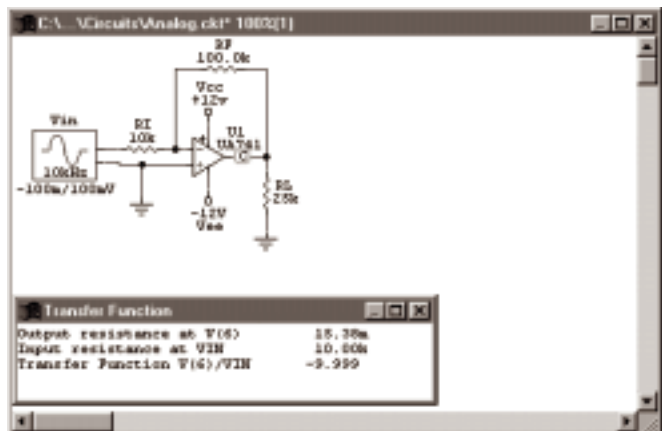 C:\...\Circuits\Analog.ckt* 100%(1)
RF
100.0k
Vcc
+12v
Vin
RI
10k
U1
UA741
10kHz
-100m/100mV
RL
25k
-12V
Vee
Transfer Function
Output resistance at V(6) 15.38m
Input resistance at VIN 10.00k
Transfer Function V(6)/VIN -9.999